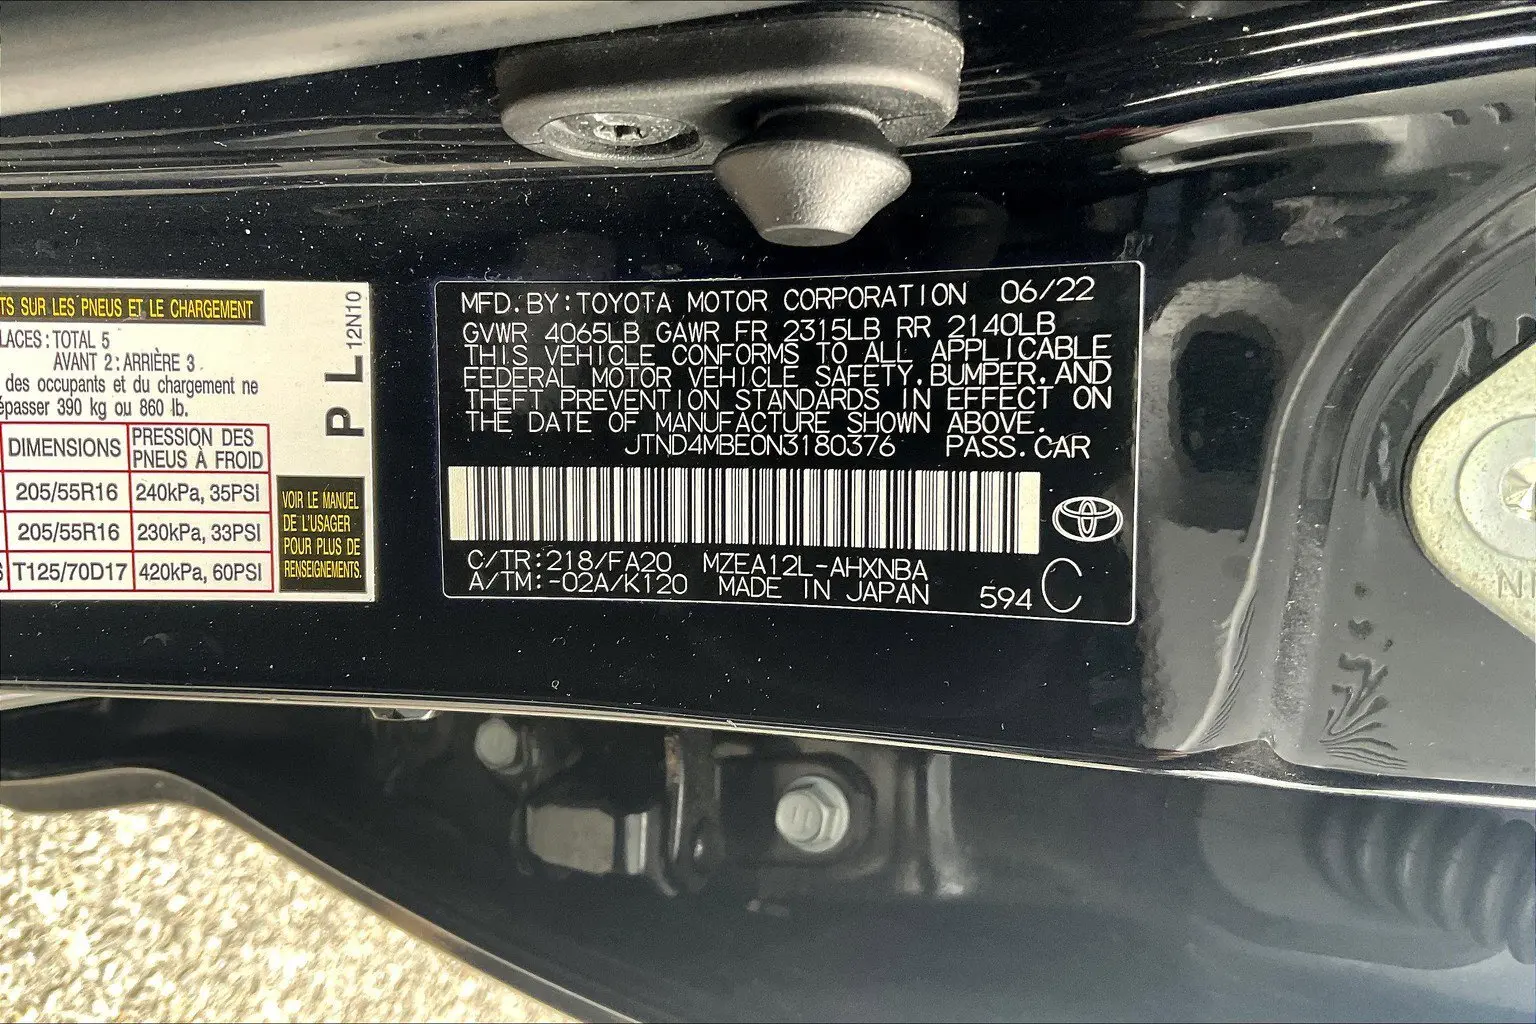 TS SUR LES PNEUS ET LE CHARGEMENT
LACES : TOTAL 5
AVANT 2 : ARRIÈRE 3
des occupants et du chargement ne
épasser 390 kg ou 860 lb.
12N10
P L
DIMENSIONS PRESSION DES PNEUS À FROID
205/55R16 240kPa, 35PSI
205/55R16 230kPa, 33PSI
T125/70D17 420kPa, 60PSI
VOIR LE MANUEL
DE L'USAGER
POUR PLUS DE
RENSEIGNEMENTS.
MFD. BY: TOYOTA MOTOR CORPORATION 06/22
GVWR 4065LB GAWR FR 2315LB RR 2140LB
THIS VEHICLE CONFORMS TO ALL APPLICABLE
FEDERAL MOTOR VEHICLE SAFETY, BUMPER, AND
THEFT PREVENTION STANDARDS IN EFFECT ON
THE DATE OF MANUFACTURE SHOWN ABOVE.
JTND4MBE0N3180376 PASS. CAR
C/TR: 218/FA20 MZEA12L-AHXNBA
A/TM: -02A/K120 MADE IN JAPAN 594 C